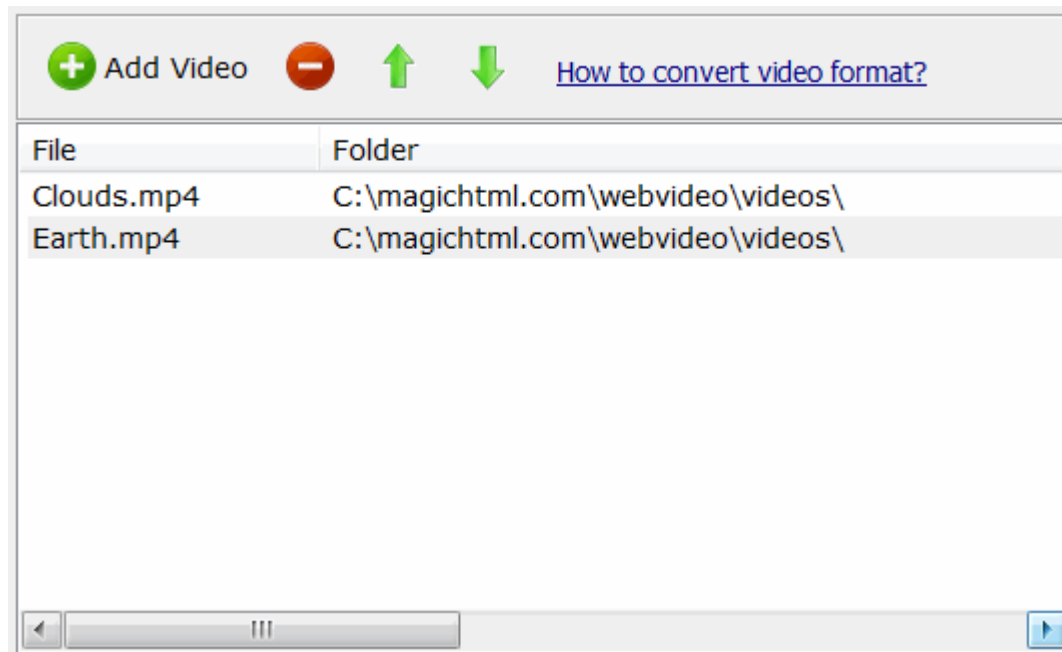 Add Video How to convert video format?
File Folder
Clouds.mp4 C:\magichtml.com\webvideo\videos\
Earth.mp4 C:\magichtml.com\webvideo\videos\